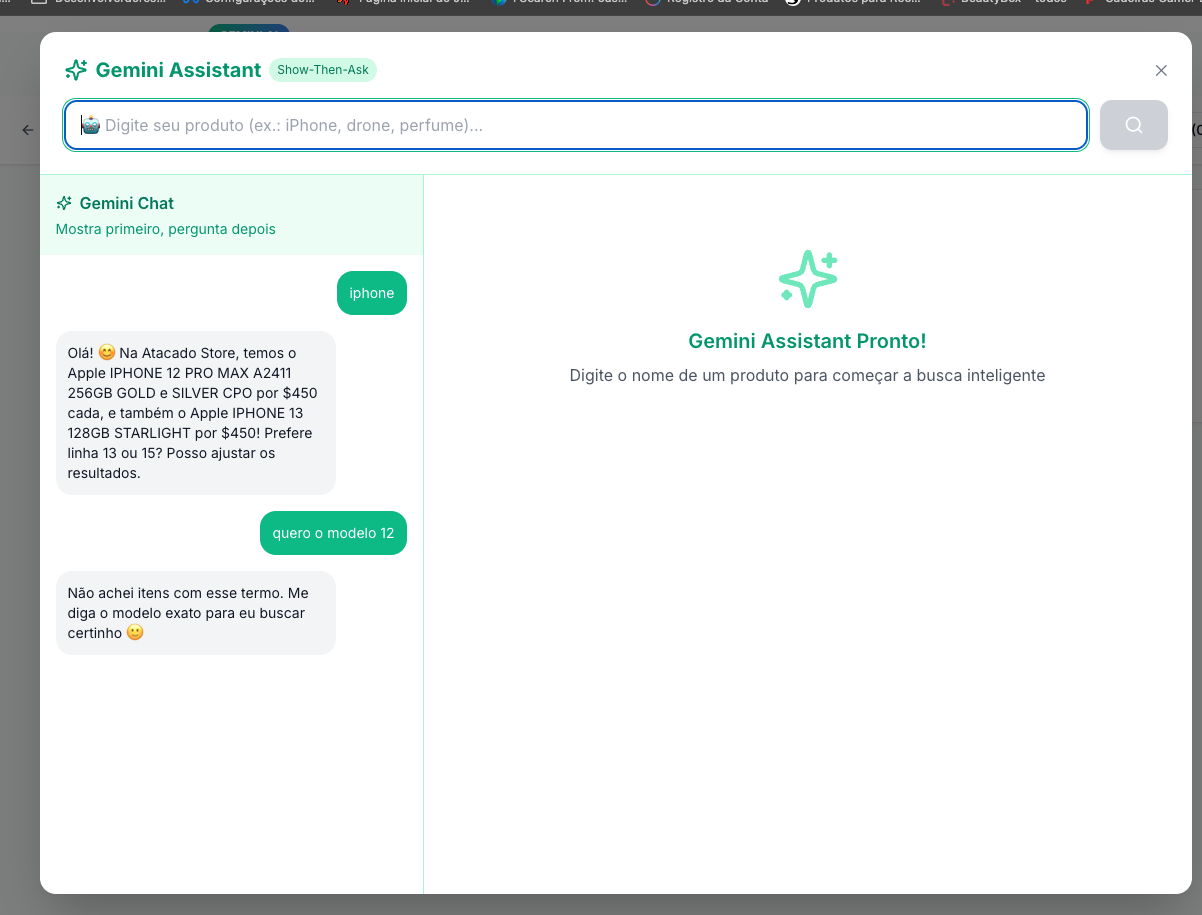 Gemini Assistant Show-Then-Ask
🤖 Digite seu produto (ex.: iPhone, drone, perfume)...
Gemini Chat
Mostra primeiro, pergunta depois
iphone
Olá! 😊 Na Atacado Store, temos o
Apple IPHONE 12 PRO MAX A2411
256GB GOLD e SILVER CPO por $450
cada, e também o Apple IPHONE 13
128GB STARLIGHT por $450! Prefere
linha 13 ou 15? Posso ajustar os
resultados.
quero o modelo 12
Não achei itens com esse termo. Me
diga o modelo exato para eu buscar
certinho 🙂
Gemini Assistant Pronto!
Digite o nome de um produto para começar a busca inteligente